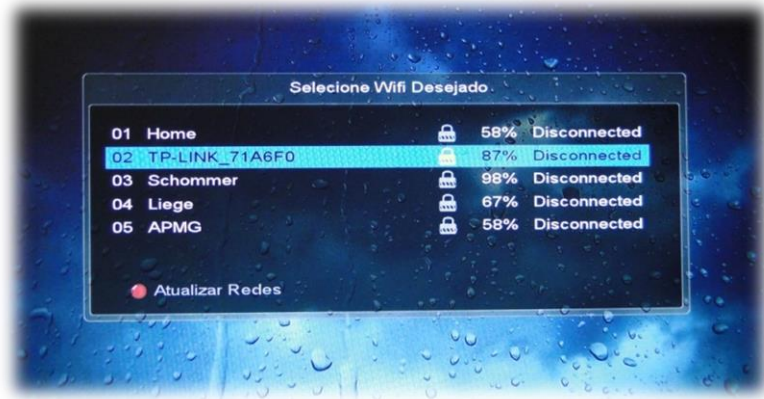 Selecione Wifi Desejado
01 Home 58% Disconnected
02 TP-LINK_71A6F0 87% Disconnected
03 Schommer 98% Disconnected
04 Liege 67% Disconnected
05 APMG 58% Disconnected
Atualizar Redes